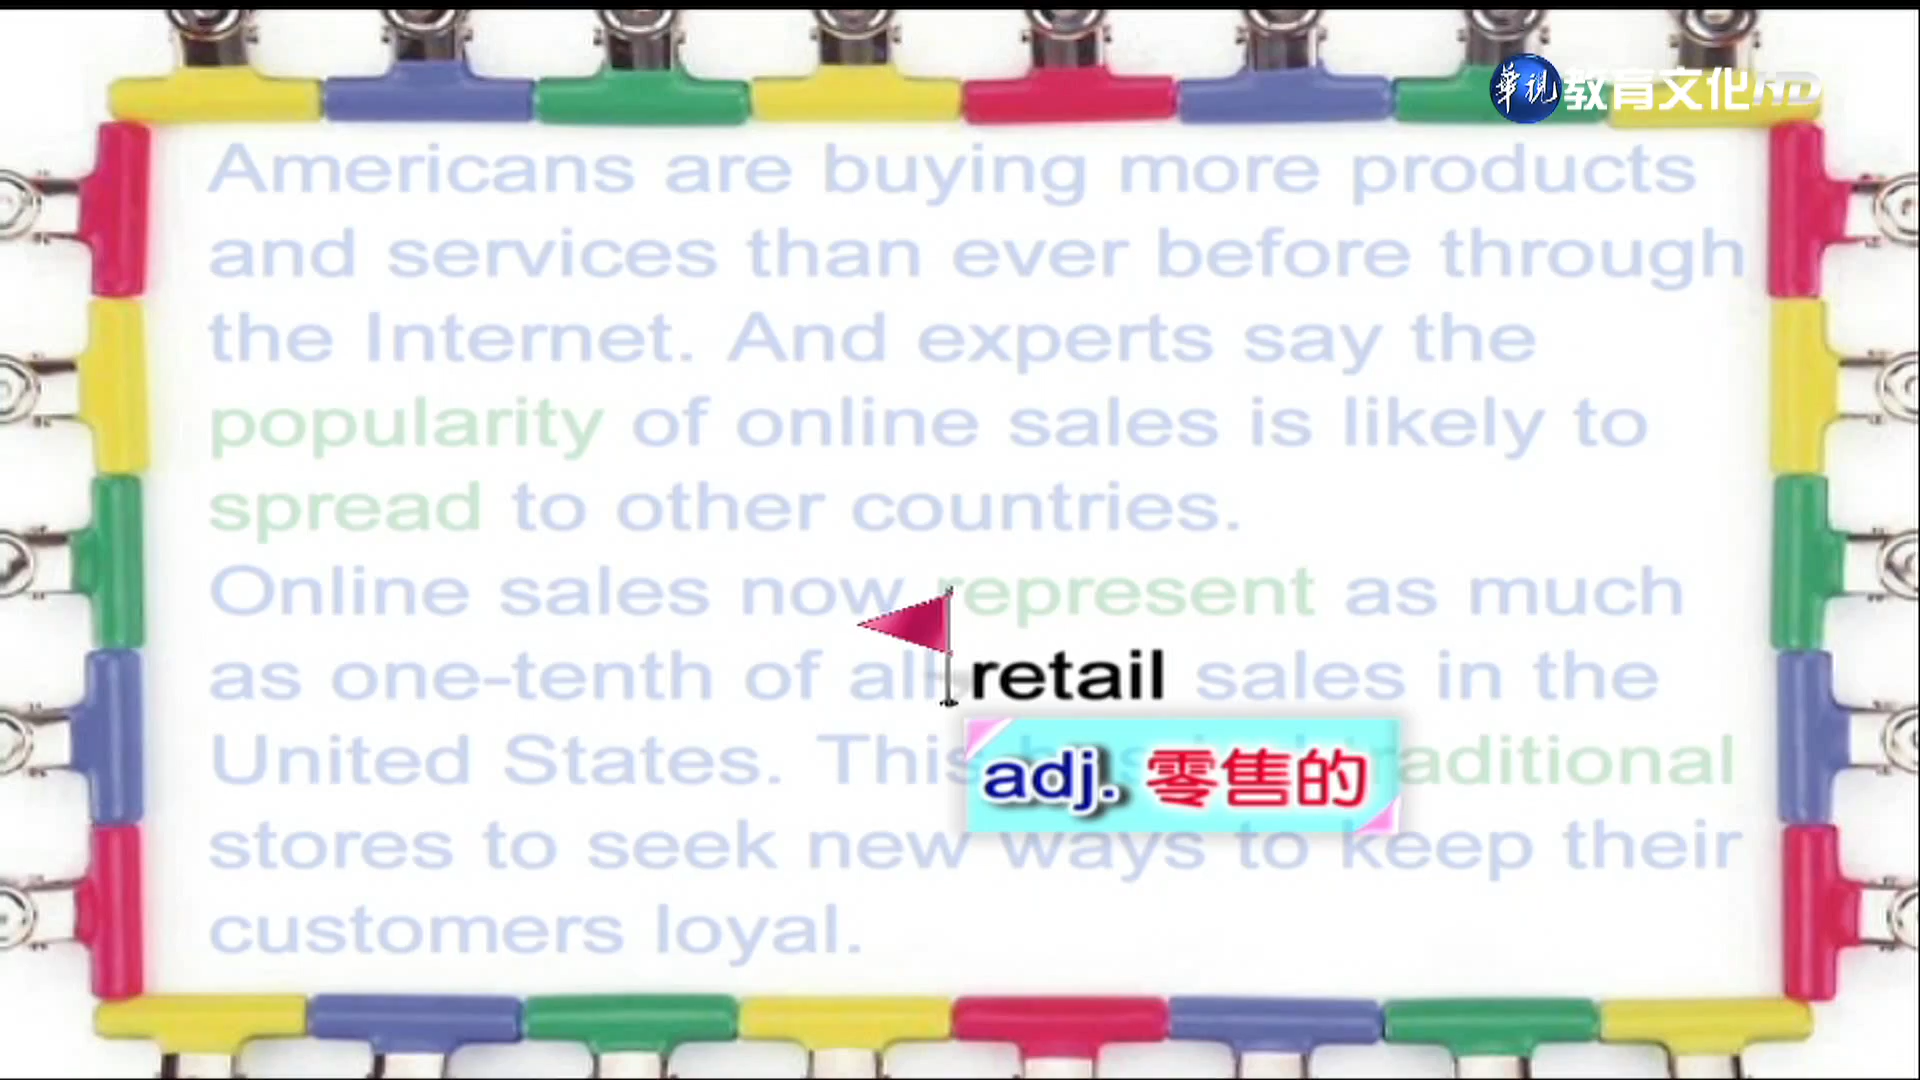 華視 教育文化HD
Americans are buying more products
and services than ever before through
the Internet. And experts say the
popularity of online sales is likely to
spread to other countries.
Online sales now represent as much
as one-tenth of all retail sales in the
United States. This traditional
adj. 零售的
stores to seek new ways to keep their
customers loyal.